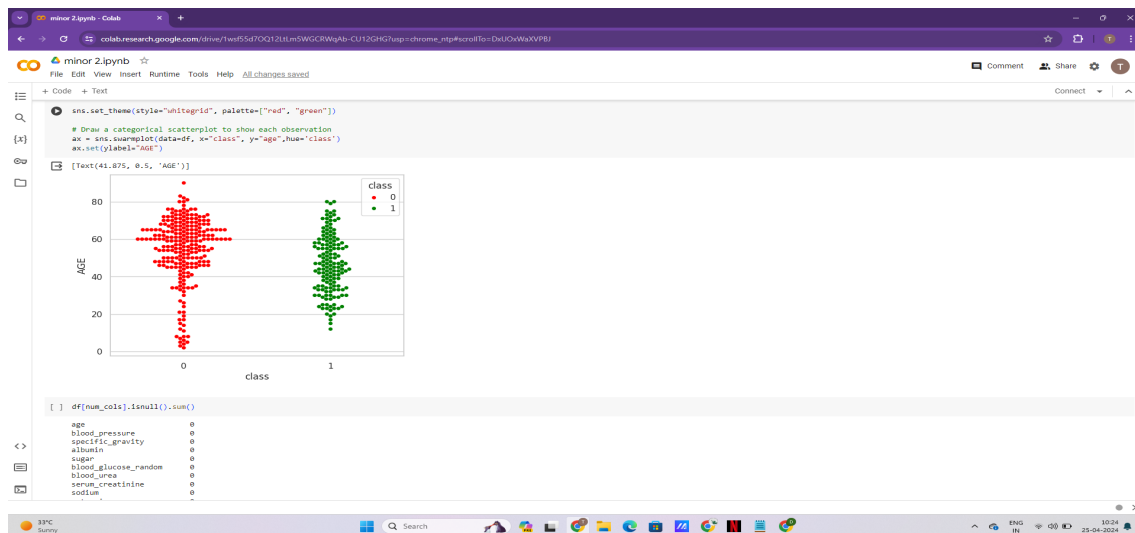 minor 2.ipynb - Colab
colab.research.google.com/drive/1wsf55d7OQ12LtLm5WGCRWqAb-CU12GHG?usp=chrome_ntp#scrollTo=DxUOxWaXVPBJ
minor 2.ipynb
File Edit View Insert Runtime Tools Help All changes saved
Comment Share T
+ Code + Text
Connect
sns.set_theme(style="whitegrid", palette=["red", "green"])
# Draw a categorical scatterplot to show each observation
ax = sns.swarmplot(data=df, x="class", y="age",hue='class')
ax.set(ylabel="AGE")
[Text(41.875, 0.5, 'AGE')]
class
0
1
80
60
40
20
0
AGE
0 1
class
[ ] df[num_cols].isnull().sum()
age 0
blood_pressure 0
specific_gravity 0
albumin 0
sugar 0
blood_glucose_random 0
blood_urea 0
serum_creatinine 0
sodium 0
33°C
Sunny
Search
ENG
IN
10:24
25-04-2024